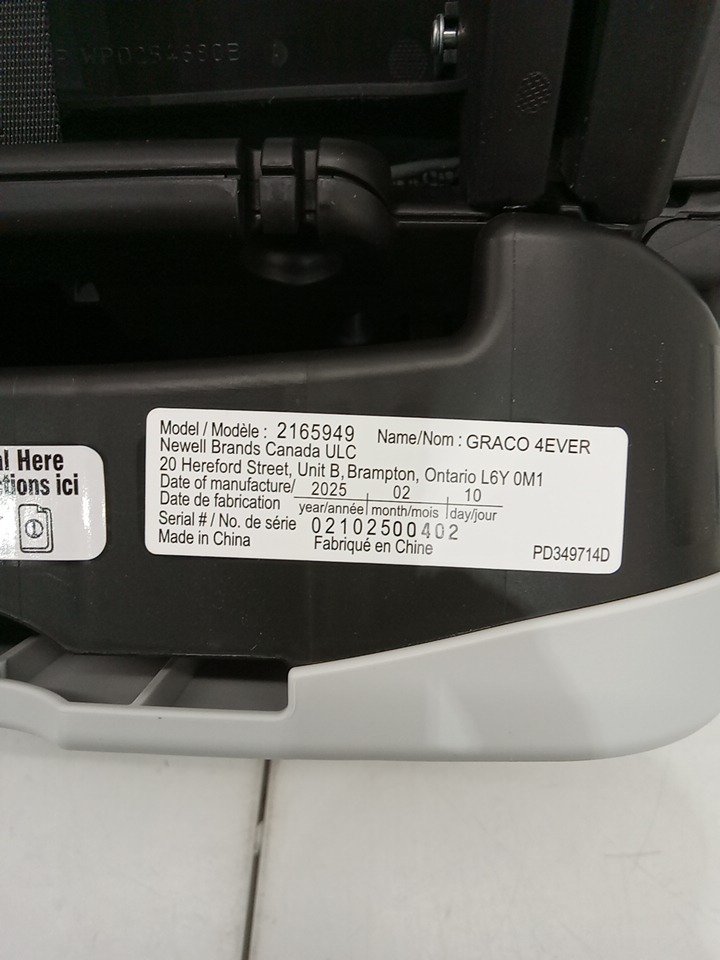 WPD25468CB
Model / Modèle : 2165949 Name/Nom : GRACO 4EVER
Newell Brands Canada ULC
20 Hereford Street, Unit B, Brampton, Ontario L6Y 0M1
Date of manufacture/ 2025 02 10
Date de fabrication year/année month/mois day/jour
Serial # / No. de série 02102500402
Made in China Fabriqué en Chine PD349714D
Here
ici